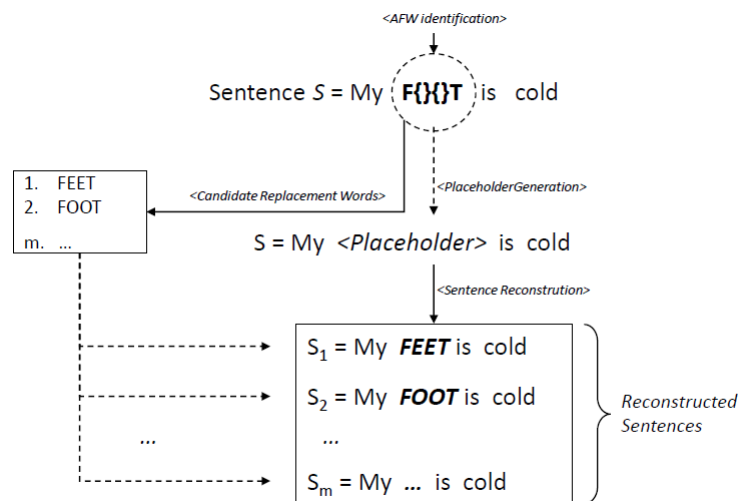 <AFW identification>
Sentence S = My F{}{}T is cold
1. FEET
2. FOOT
m. ...
<Candidate Replacement Words>
<PlaceholderGeneration>
S = My <Placeholder> is cold
<Sentence Reconstrution>
S₁ = My FEET is cold
S₂ = My FOOT is cold
...
...
Sₘ = My ... is cold
Reconstructed
Sentences